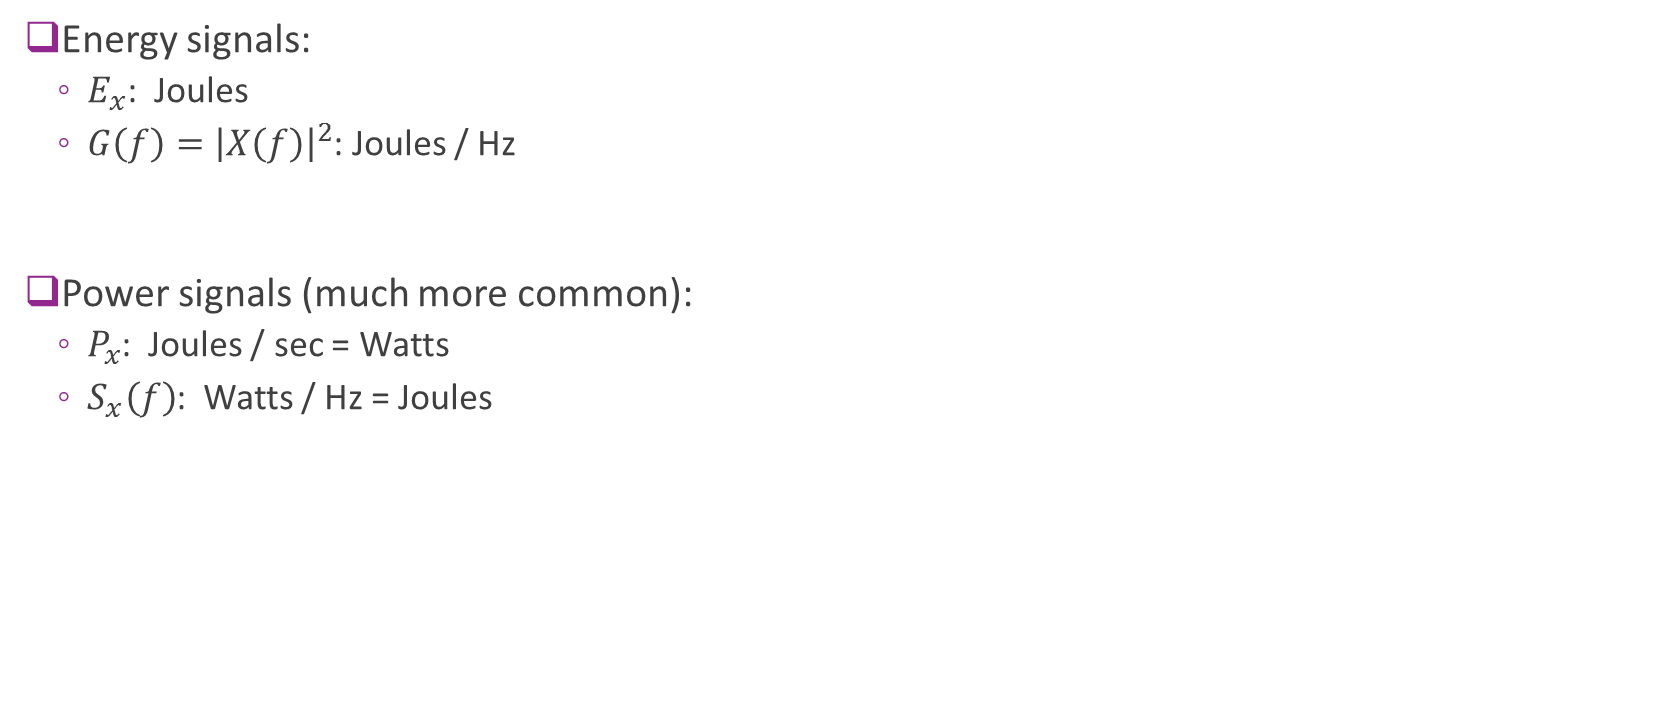 ❑Energy signals:
◦ Eₓ: Joules
◦ G(f) = |X(f)|²: Joules / Hz
❑Power signals (much more common):
◦ Pₓ: Joules / sec = Watts
◦ Sₓ(f): Watts / Hz = Joules